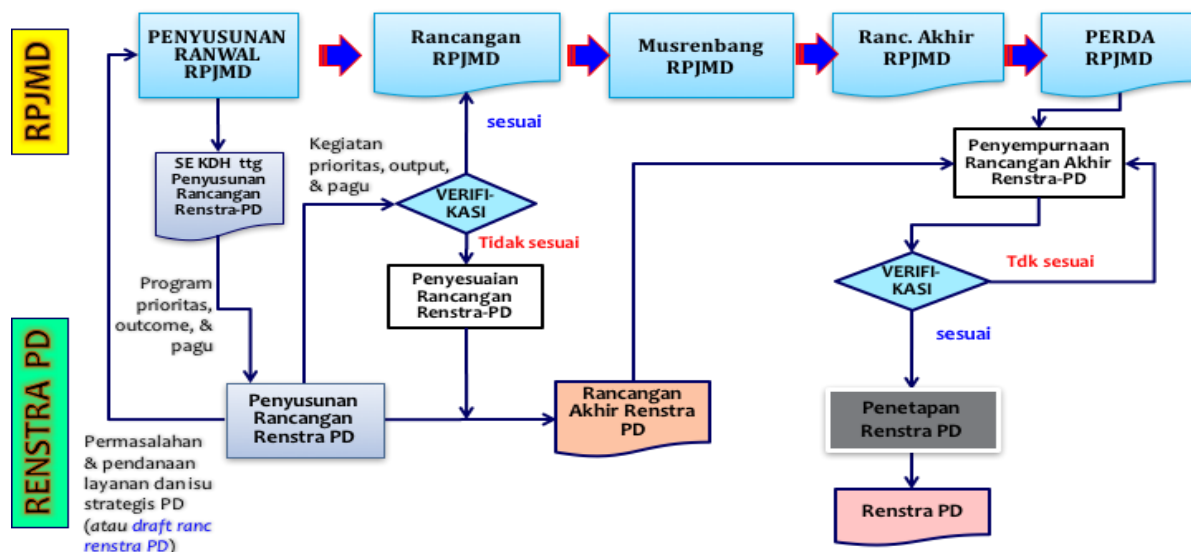 RPJMD
PENYUSUNAN
RANWAL
RPJMD
Rancangan
RPJMD
Musrenbang
RPJMD
Ranc. Akhir
RPJMD
PERDA
RPJMD
SE KDH ttg
Penyusunan
Rancangan
Renstra-PD
Kegiatan
prioritas, output,
& pagu
sesuai
VERIFI-
KASI
Tidak sesuai
Penyesuaian
Rancangan
Renstra-PD
Penyempurnaan
Rancangan Akhir
Renstra-PD
VERIFI-
KASI
Tdk sesuai
sesuai
Program
prioritas,
outcome, &
pagu
RENSTRA PD
Penyusunan
Rancangan
Renstra PD
Rancangan
Akhir Renstra
PD
Penetapan
Renstra PD
Renstra PD
Permasalahan
& pendanaan
layanan dan isu
strategis PD
(atau draft ranc
renstra PD)